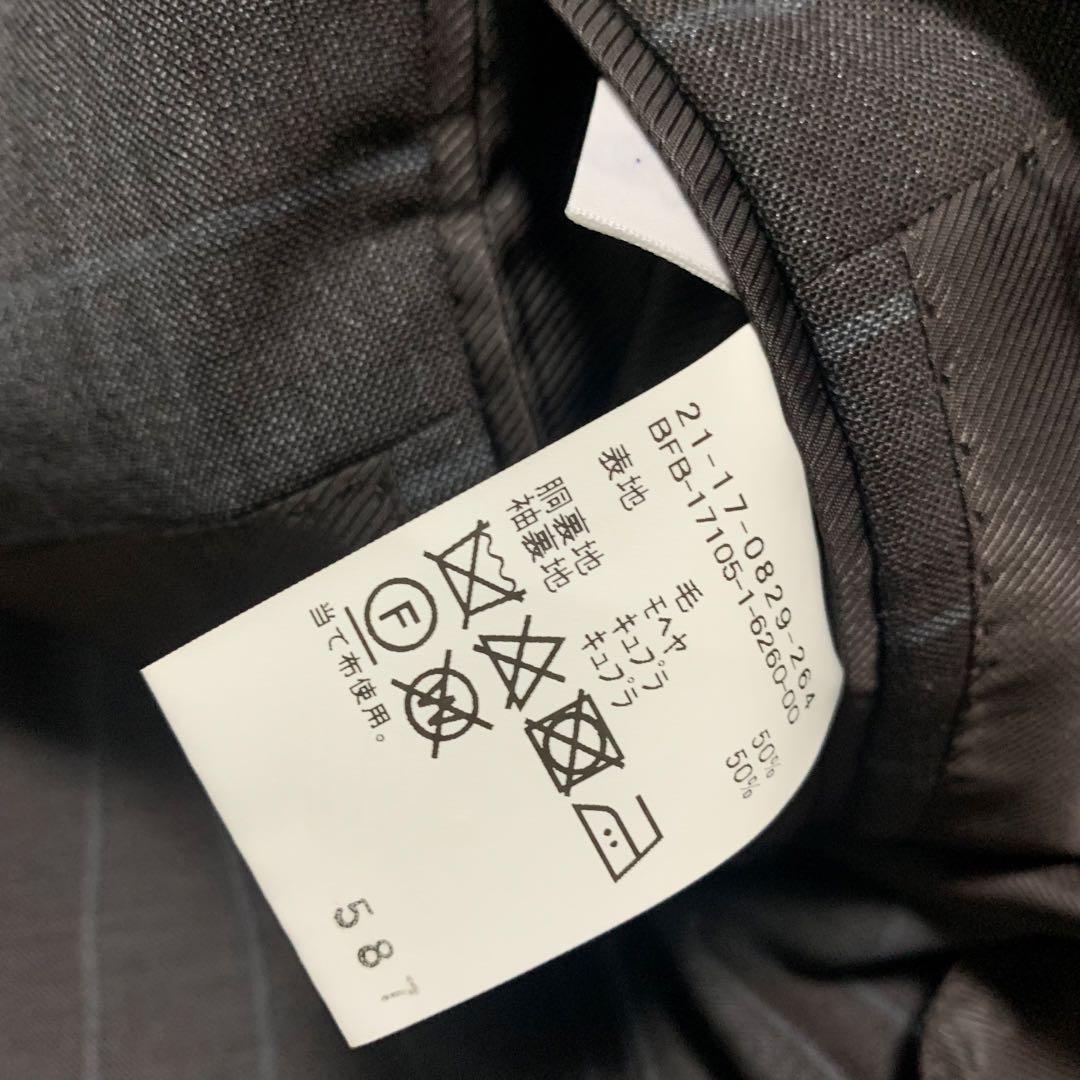 21-17-0829-264
BFB-17105-1-6260-00
表地 毛 50%
モヘヤ 50%
胴裏地 キュプラ
袖裏地 キュプラ
F
W
当て布使用。
587